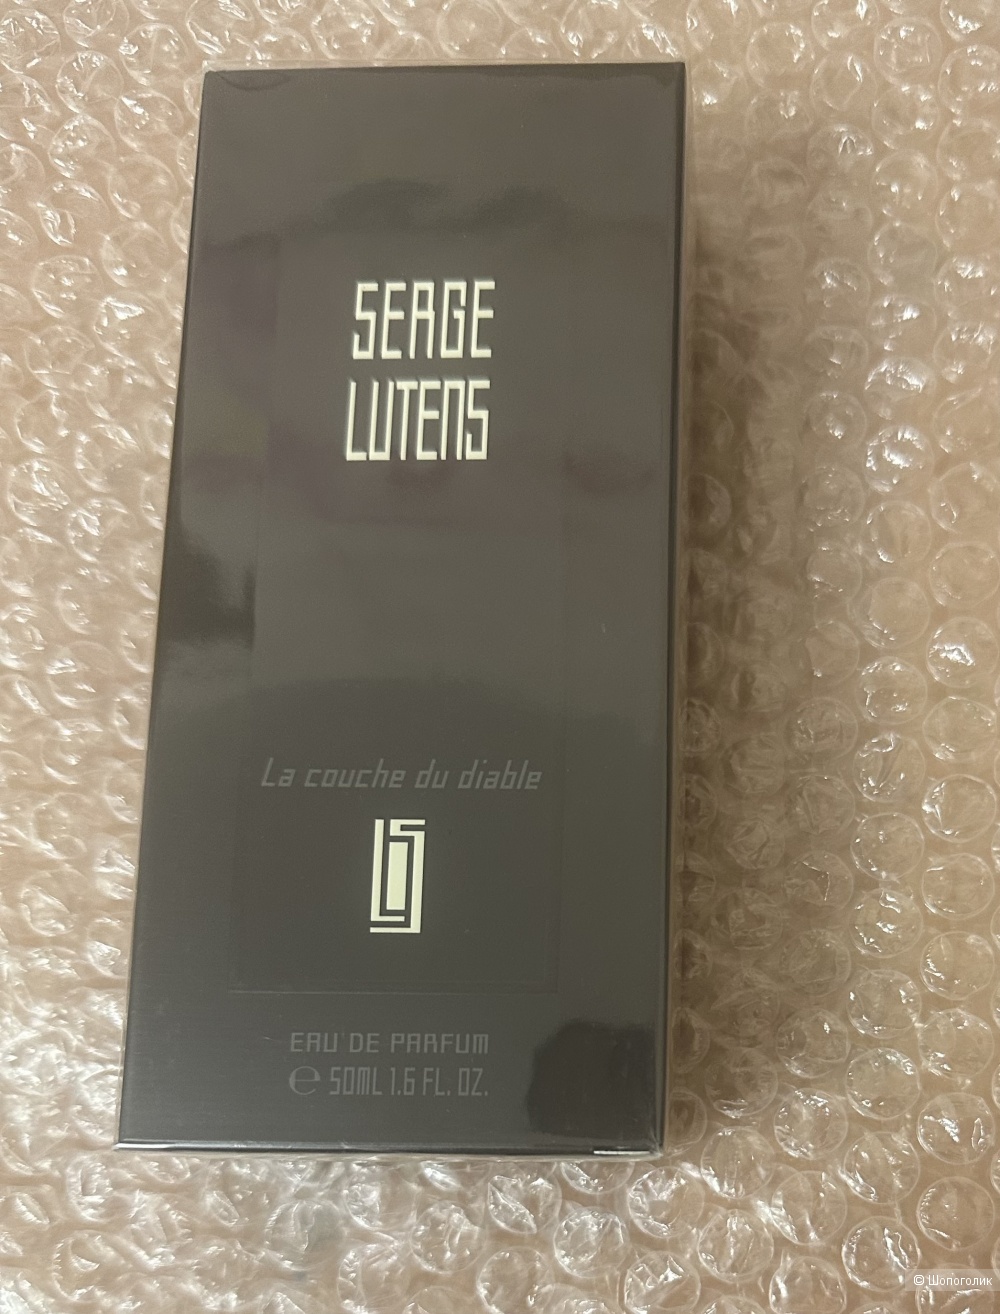 SERGE
LUTENS
La couche du diable
EAU DE PARFUM
℮ 50ML 1.6 FL. OZ.
© Шопоголик